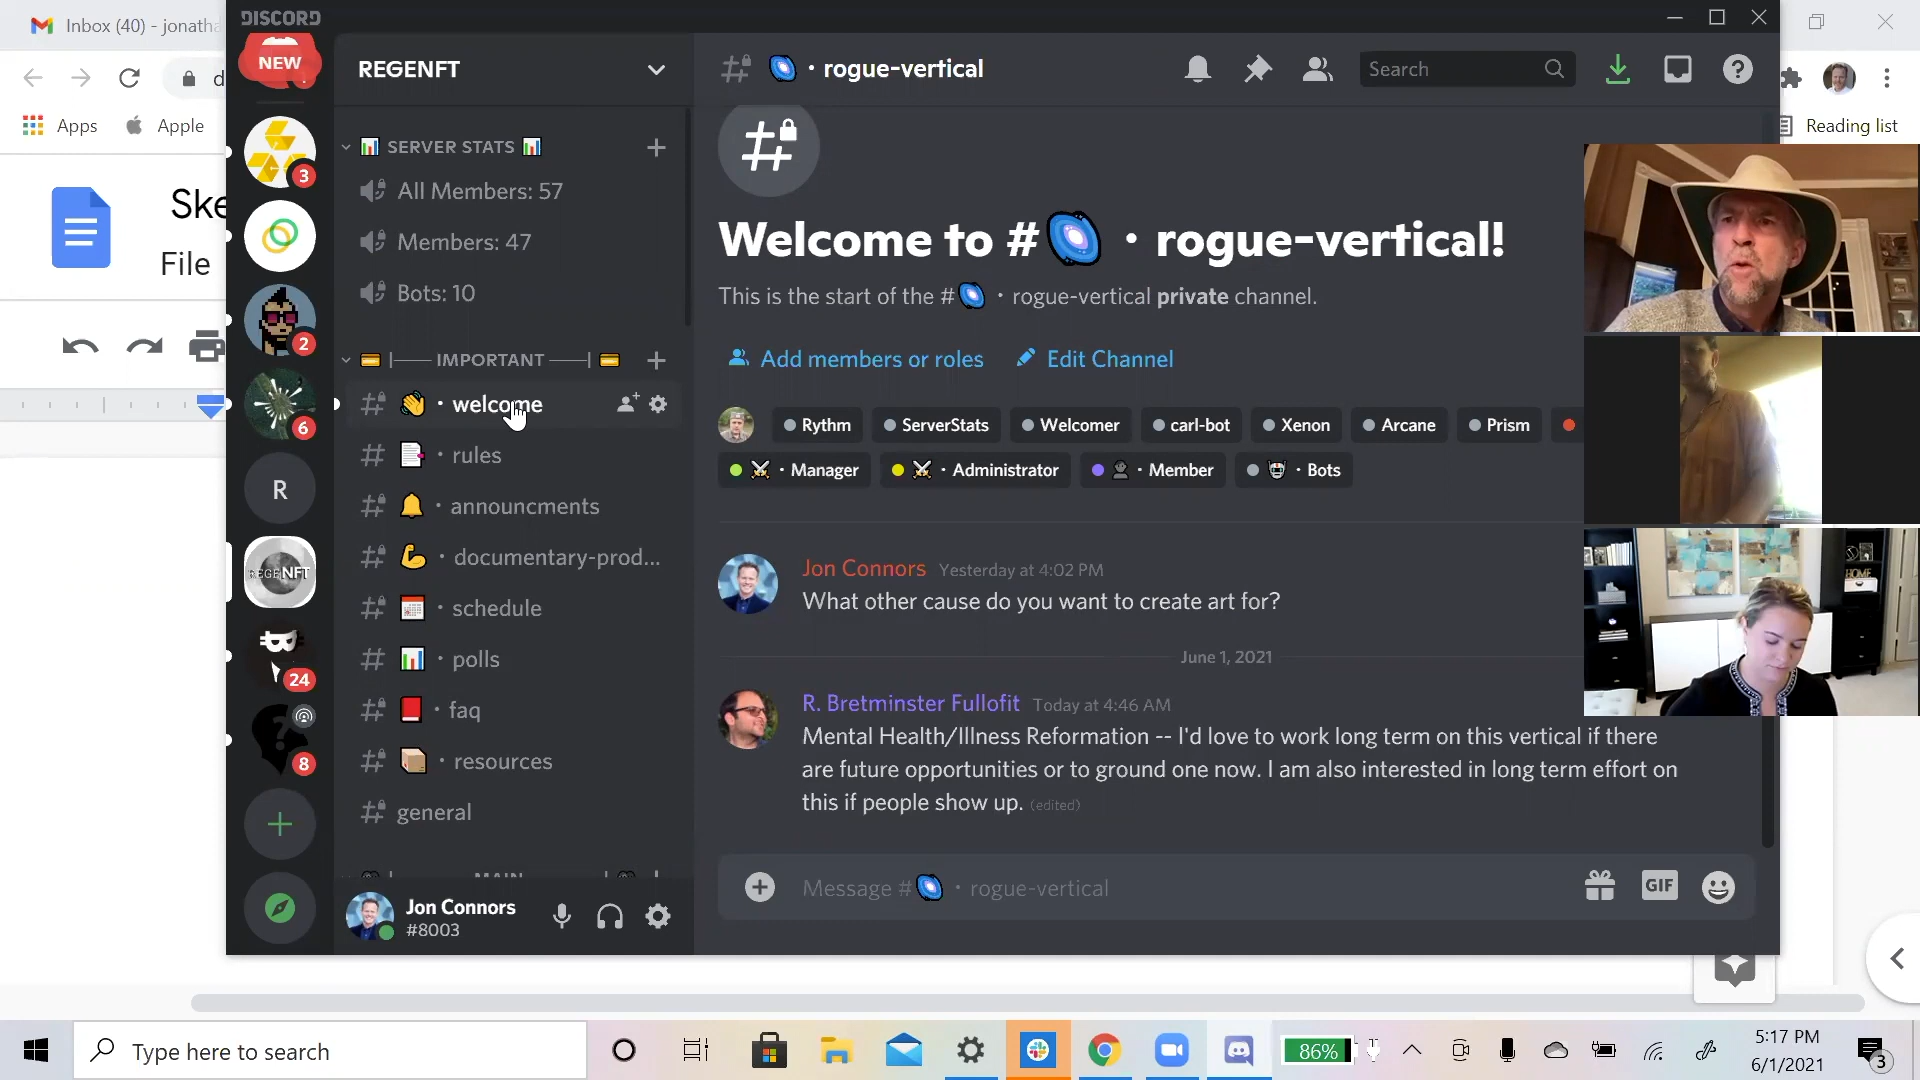 Inbox (40) - jonatha
DISCORD
NEW
REGENFT
rogue-vertical
Search
Apps
Apple
Reading list
3
SERVER STATS
All Members: 57
Members: 47
Bots: 10
Ske
File
2
IMPORTANT
welcome
6
rules
R
announcments
documentary-prod...
REGENFT
schedule
polls
24
faq
8
resources
general
MAIN
Jon Connors
#8003
Welcome to # • rogue-vertical!
This is the start of the # • rogue-vertical private channel.
Add members or roles
Edit Channel
Rythm
ServerStats
Welcomer
carl-bot
Xenon
Arcane
Prism
Manager
Administrator
Member
Bots
Jon Connors Yesterday at 4:02 PM
What other cause do you want to create art for?
June 1, 2021
R. Bretminster Fullofit Today at 4:46 AM
Mental Health/Illness Reformation -- I'd love to work long term on this vertical if there
are future opportunities or to ground one now. I am also interested in long term effort on
this if people show up. (edited)
Message # • rogue-vertical
GIF
HOME
Type here to search
86%
5:17 PM
6/1/2021
3